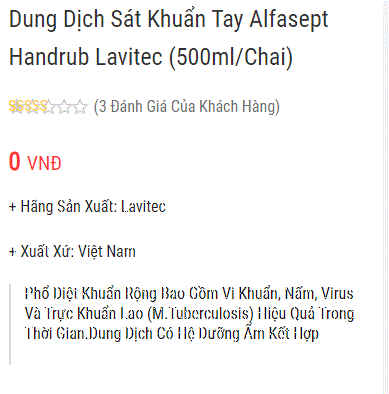 Dung Dịch Sát Khuẩn Tay Alfasept
Handrub Lavitec (500ml/Chai)
(3 Đánh Giá Của Khách Hàng)
0 VNĐ
+ Hãng Sản Xuất: Lavitec
+ Xuất Xứ: Việt Nam
Phổ Diệt Khuẩn Rộng Bao Gồm Vi Khuẩn, Nấm, Virus
Và Trực Khuẩn Lao (M.Tuberculosis) Hiệu Quả Trong
Thời Gian.Dung Dịch Có Hệ Dưỡng Ẩm Kết Hợp